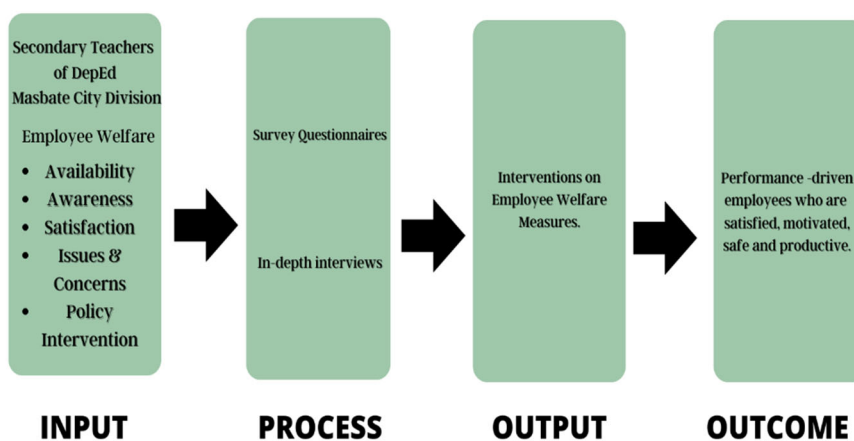 Secondary Teachers
of DepEd
Masbate City Division
Employee Welfare
• Availability
• Awareness
• Satisfaction
• Issues &
Concerns
• Policy
Intervention
Survey Questionnaires
In-depth interviews
Interventions on
Employee Welfare
Measures.
Performance -driven
employees who are
satisfied, motivated,
safe and productive.
INPUT
PROCESS
OUTPUT
OUTCOME